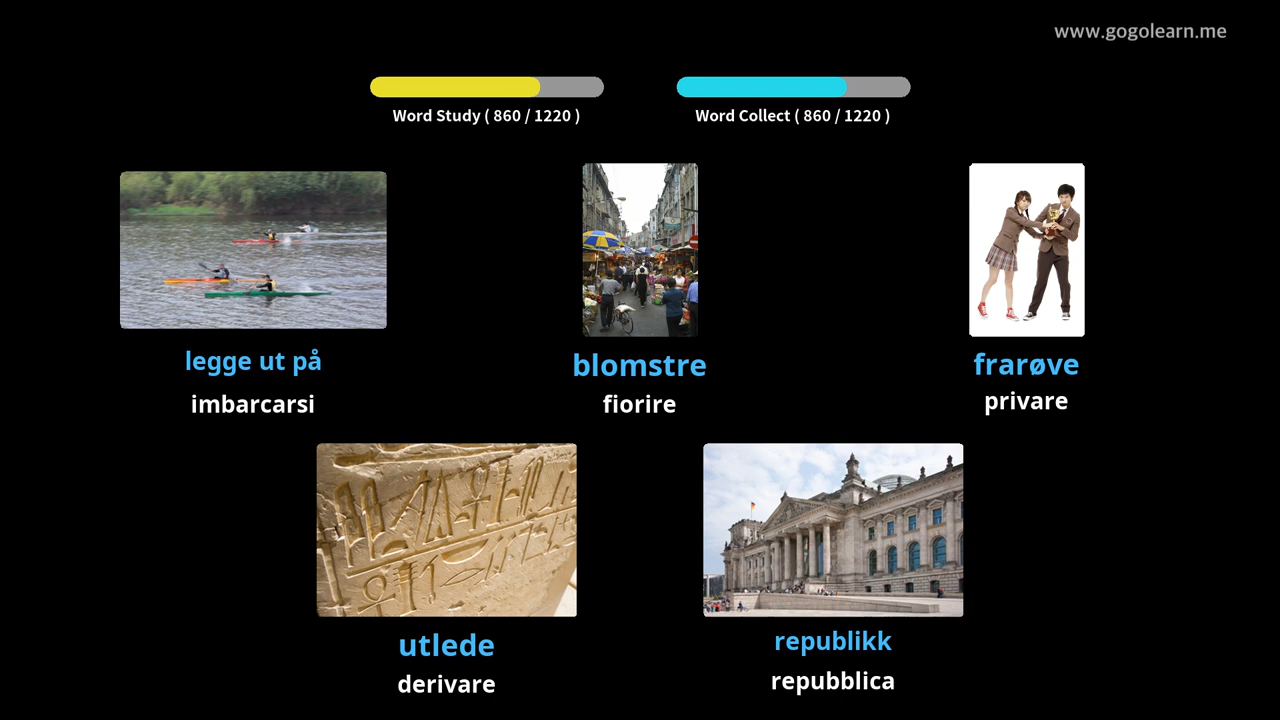 www.gogolearn.me
Word Study ( 860 / 1220 )
Word Collect ( 860 / 1220 )
legge ut på
imbarcarsi
blomstre
fiorire
frarøve
privare
utlede
derivare
republikk
repubblica